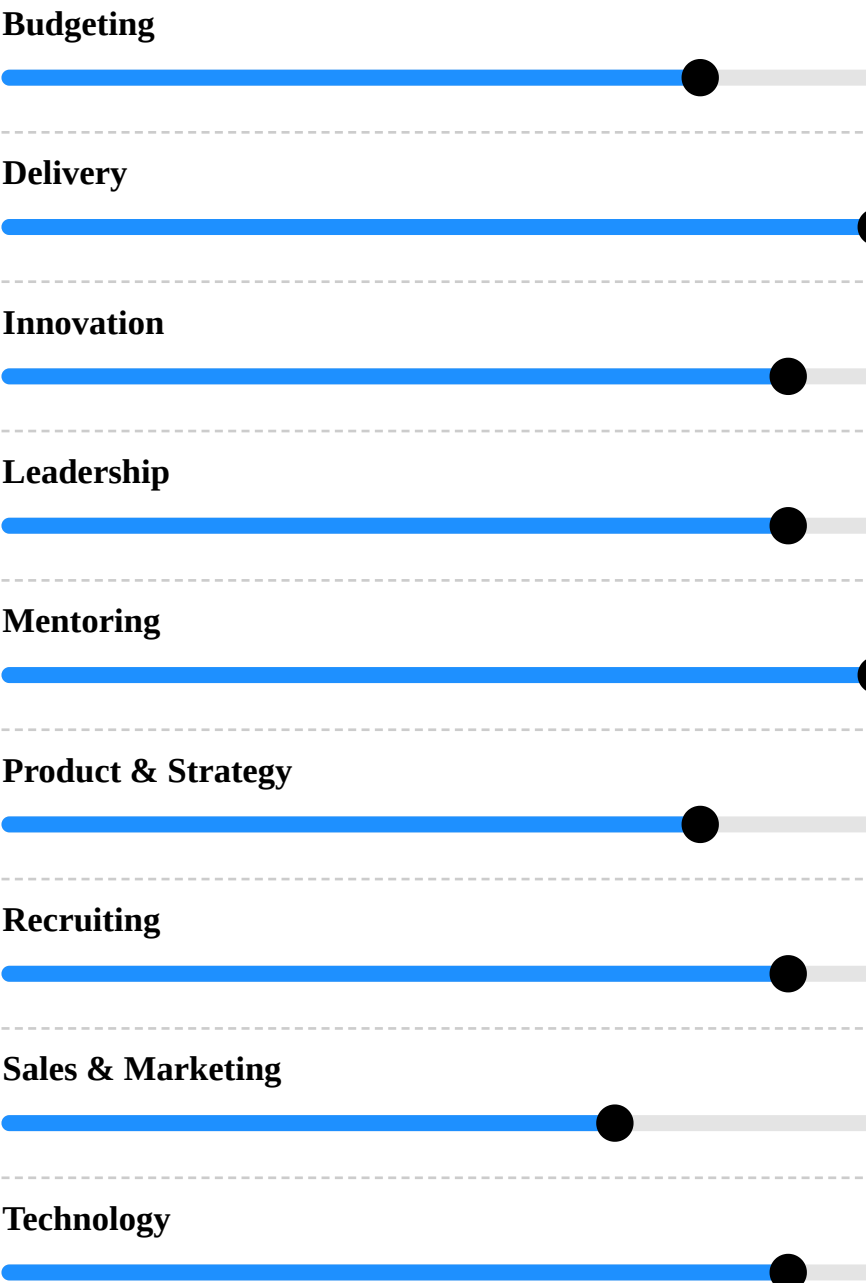 Budgeting
Delivery
Innovation
Leadership
Mentoring
Product & Strategy
Recruiting
Sales & Marketing
Technology